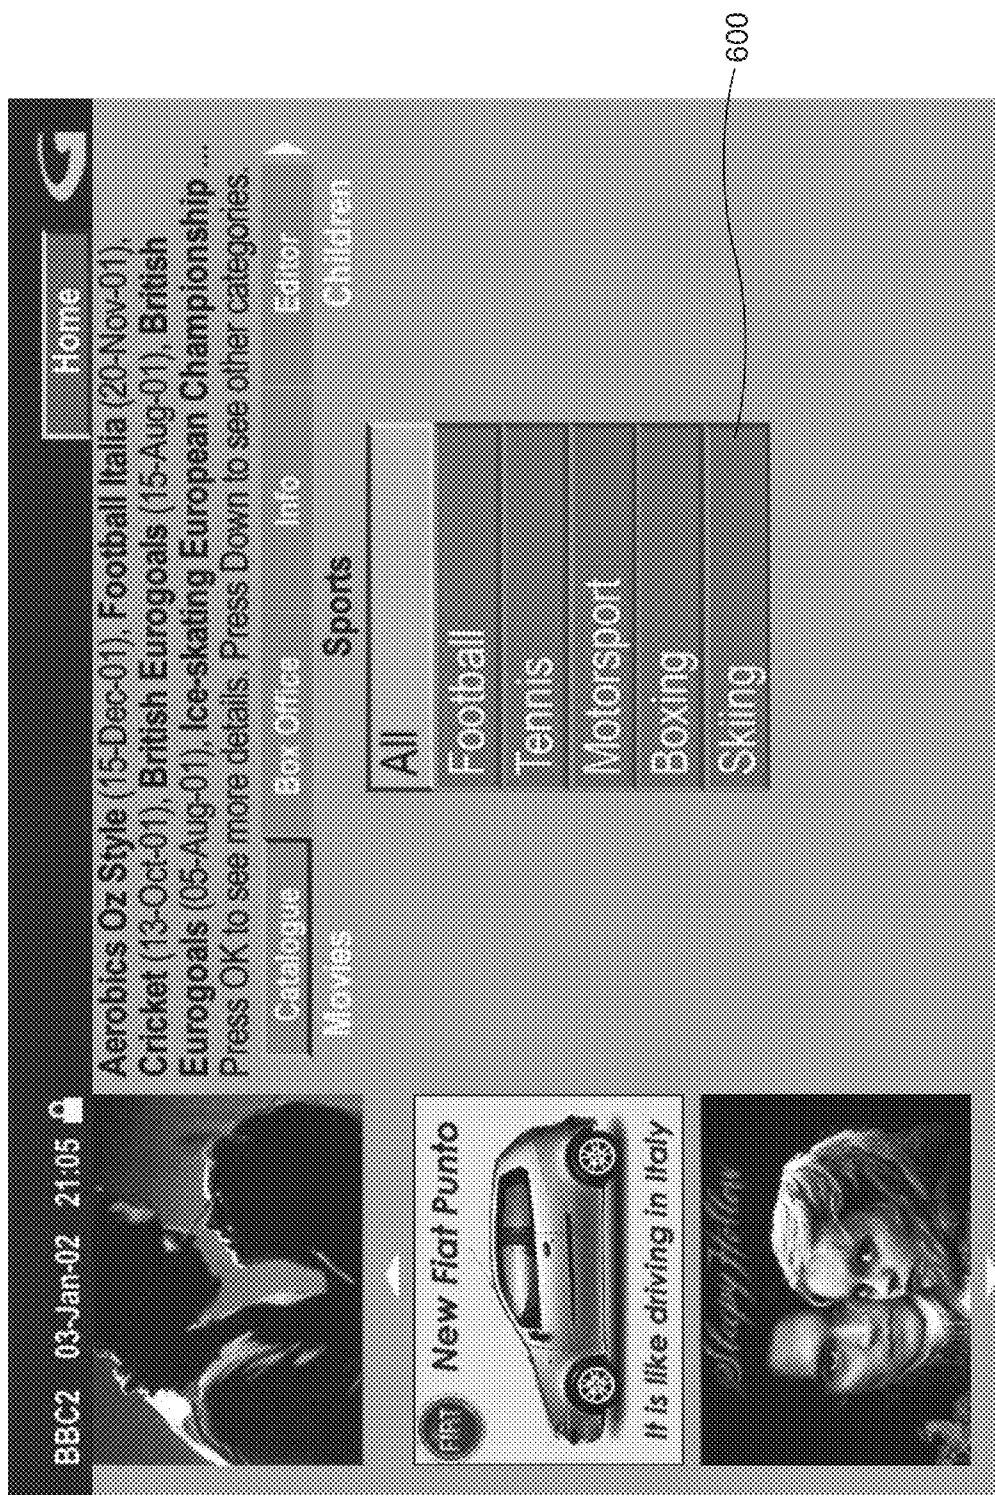 BBC2 03-Jan-02 21:05
Home
Aerobics Oz Style (15-Dec-01), Football Italia (20-Nov-01),
Cricket (13-Oct-01), British Eurogoals (15-Aug-01), British
Eurogoals (05-Aug-01), Ice-skating European Championship...
Press OK to see more details. Press Down to see other categories.
Catalogue Box Office Info Editor
Movies Sports Children
All
Football
Tennis
Motorsport
Boxing
Skiing
600
FIAT
New Fiat Punto
It is like driving in Italy